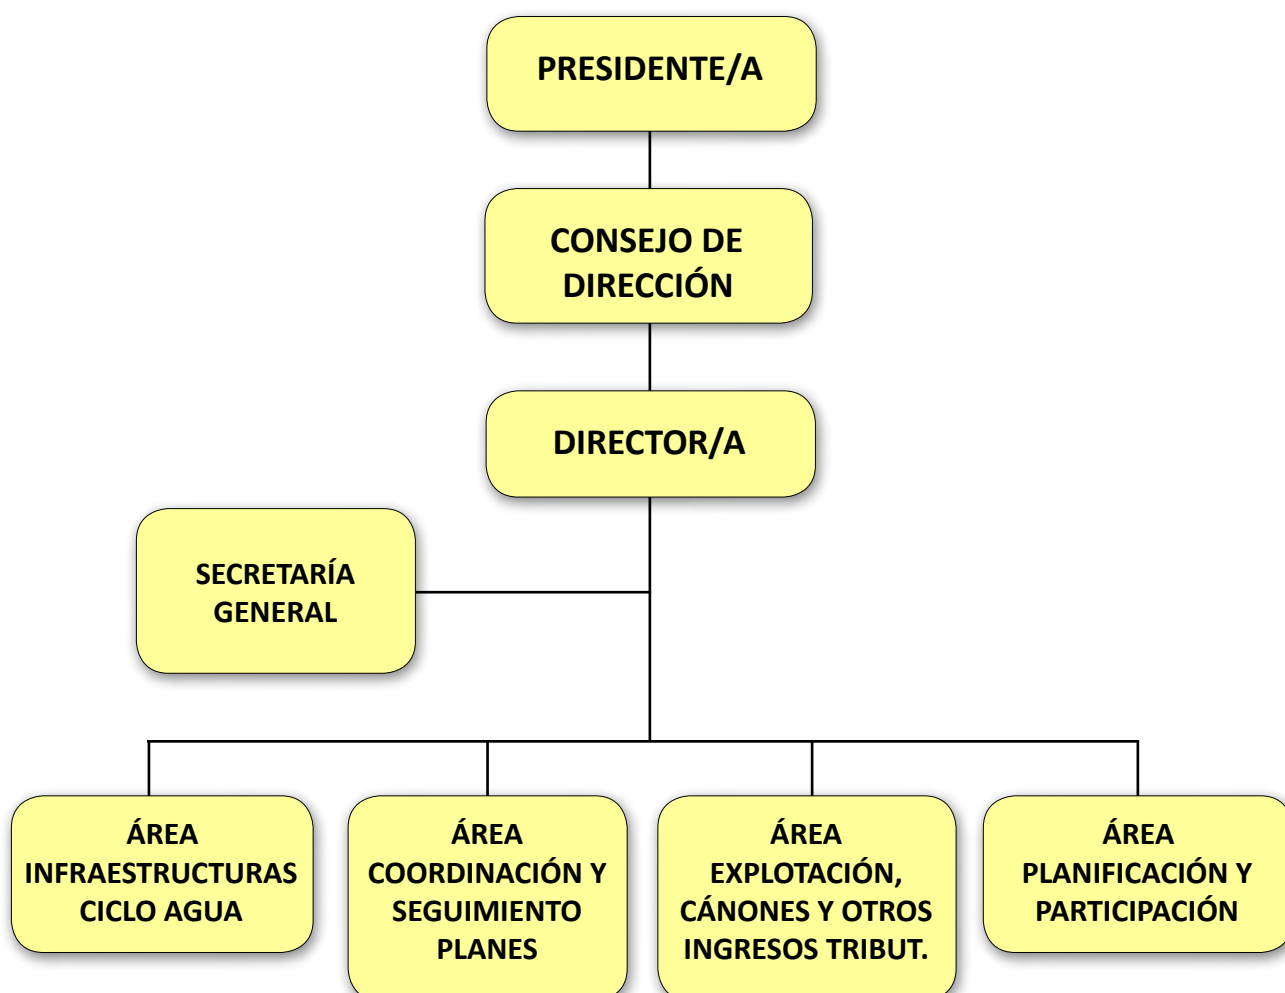 PRESIDENTE/A
CONSEJO DE
DIRECCIÓN
DIRECTOR/A
SECRETARÍA
GENERAL
ÁREA
INFRAESTRUCTURAS
CICLO AGUA
ÁREA
COORDINACIÓN Y
SEGUIMIENTO
PLANES
ÁREA
EXPLOTACIÓN,
CÁNONES Y OTROS
INGRESOS TRIBUT.
ÁREA
PLANIFICACIÓN Y
PARTICIPACIÓN